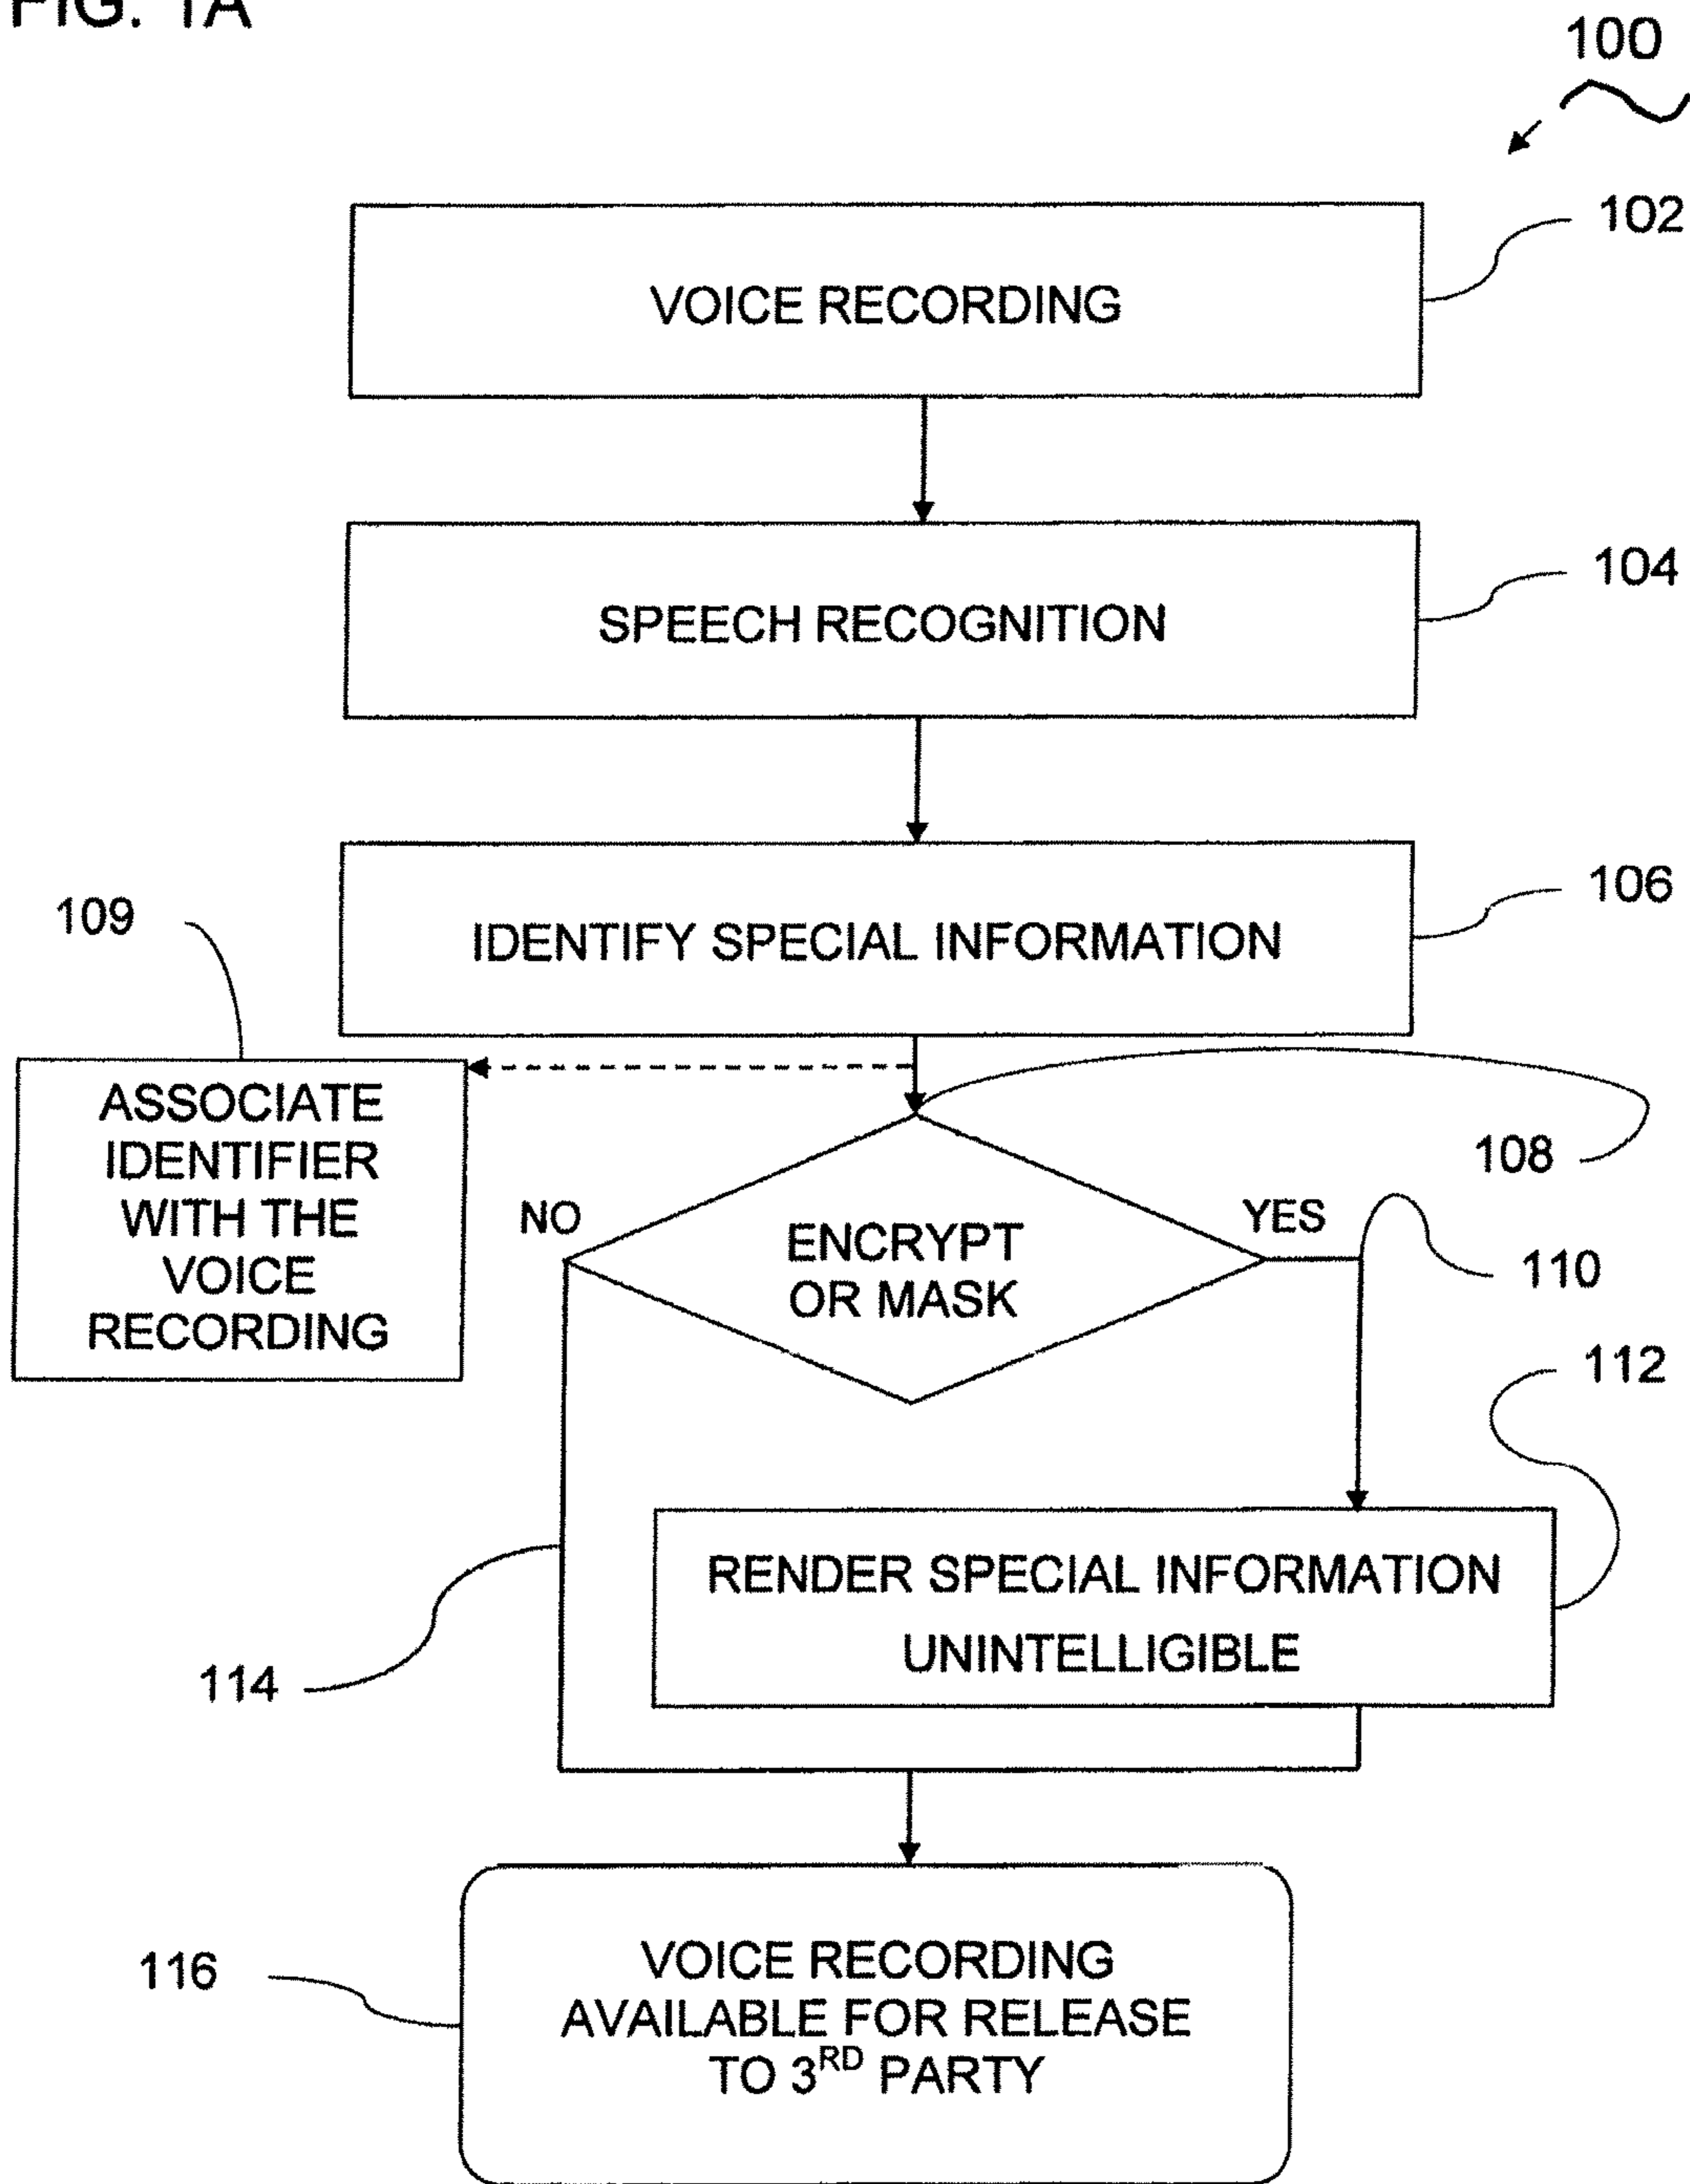 FIG. 1A
100
102
VOICE RECORDING
104
SPEECH RECOGNITION
106
109
IDENTIFY SPECIAL INFORMATION
ASSOCIATE
IDENTIFIER
WITH THE
VOICE
RECORDING
108
NO
YES
ENCRYPT
OR MASK
110
112
RENDER SPECIAL INFORMATION
UNINTELLIGIBLE
114
116
VOICE RECORDING
AVAILABLE FOR RELEASE
TO 3RD PARTY